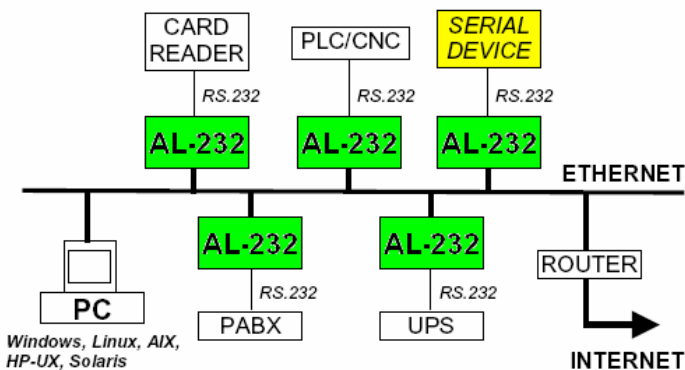 CARD
READER
PLC/CNC
SERIAL
DEVICE
RS.232
RS.232
RS.232
AL-232
AL-232
AL-232
ETHERNET
AL-232
AL-232
ROUTER
PC
RS.232
RS.232
PABX
UPS
Windows, Linux, AIX,
HP-UX, Solaris
INTERNET